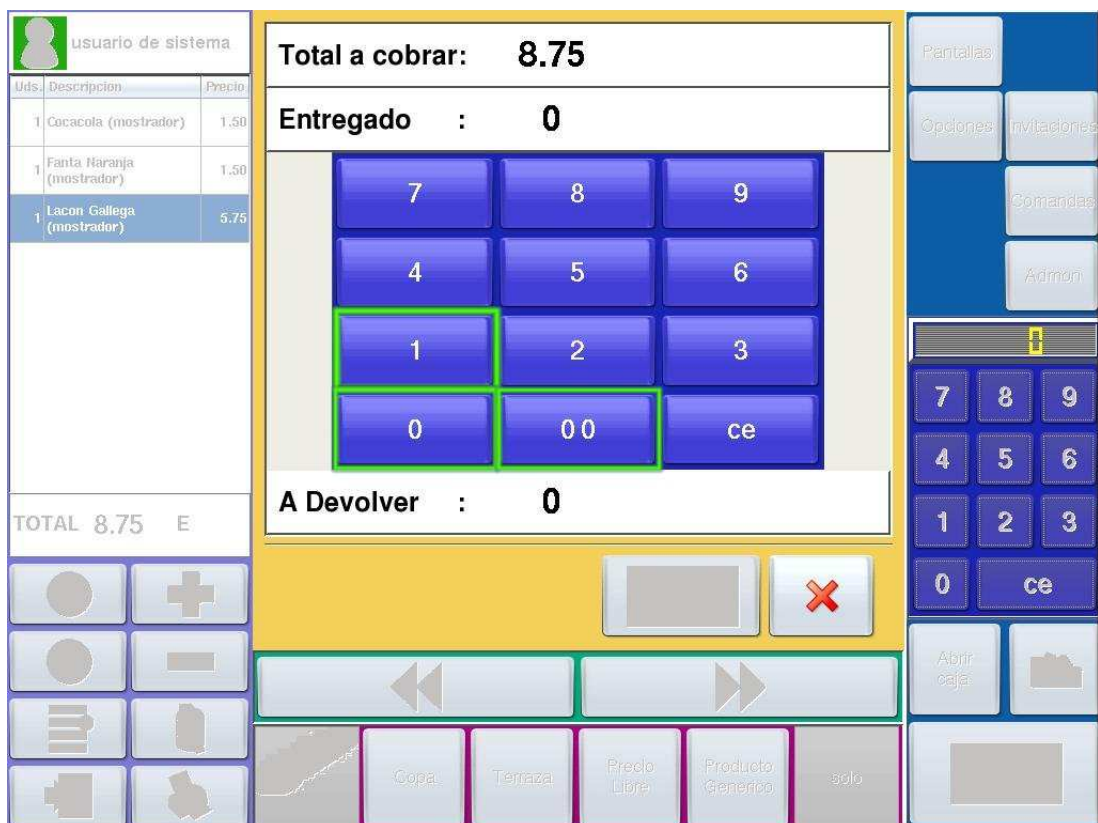 usuario de sistema
Uds. Descripcion Precio
1 Cocacola (mostrador) 1.50
1 Fanta Naranja (mostrador) 1.50
1 Lacon Gallega (mostrador) 5.75
TOTAL 8.75 E
Total a cobrar: 8.75
Entregado : 0
7 8 9
4 5 6
1 2 3
0 00 ce
A Devolver : 0
Copa
Terraza
Precio
Libre
Producto
Generico
solo
Pantallas
Opciones Invitaciones
Comandas
Admon
0
7 8 9
4 5 6
1 2 3
0 ce
Abrir
caja